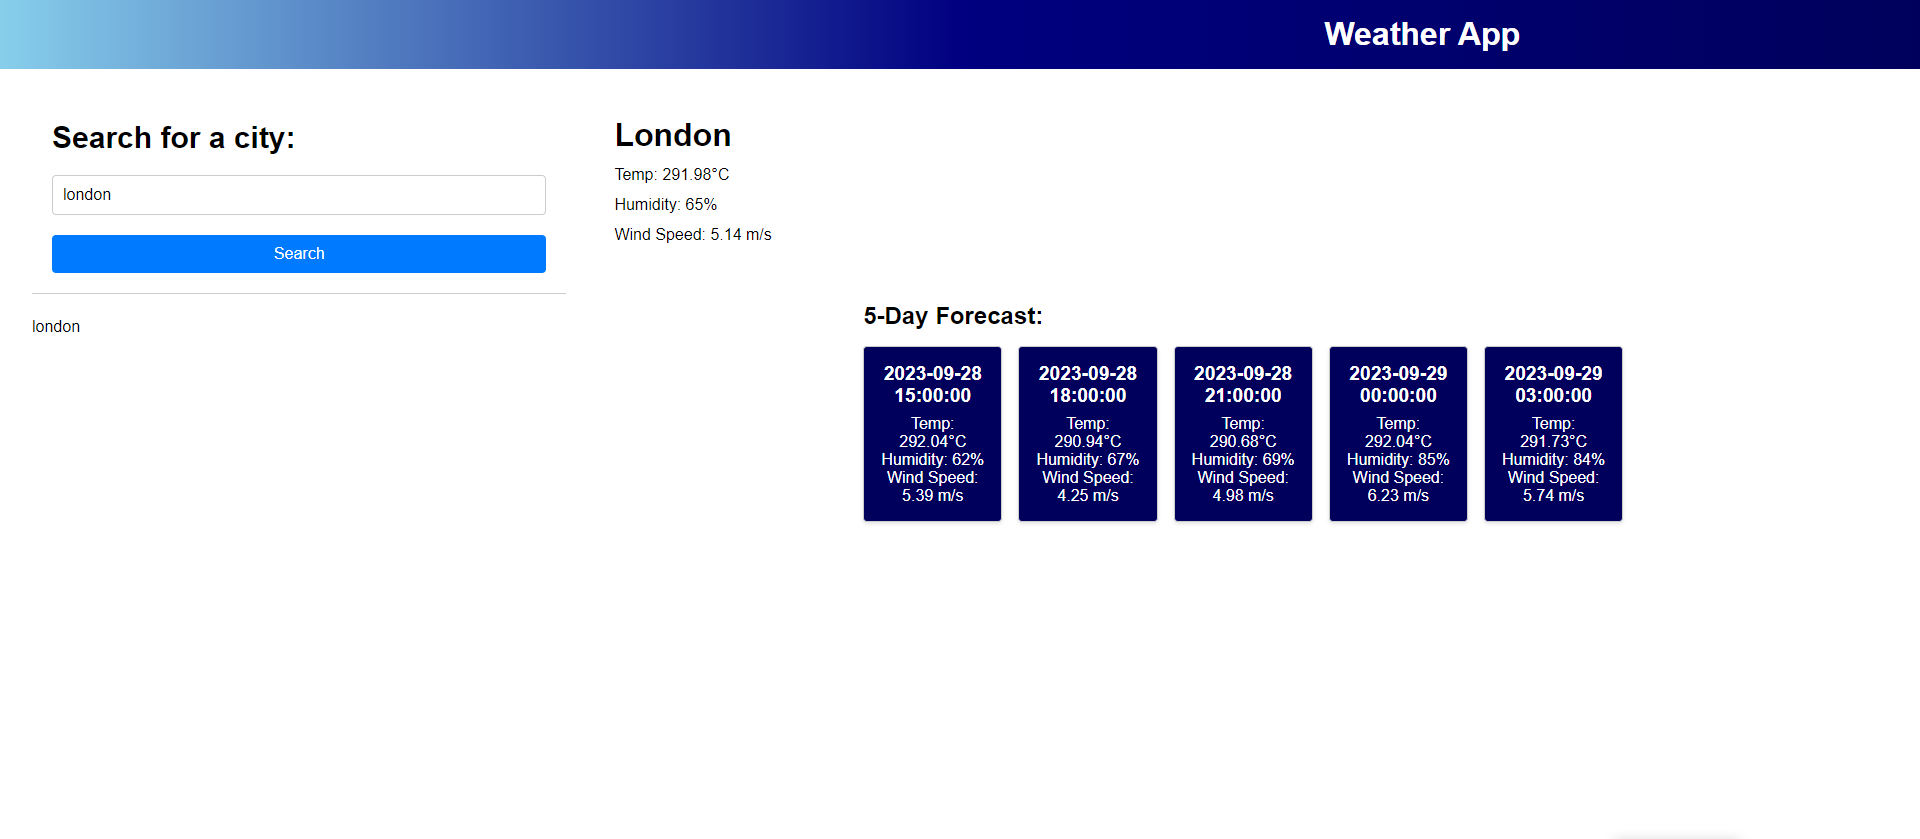 Weather App
Search for a city:
london
Search
london
London
Temp: 291.98°C
Humidity: 65%
Wind Speed: 5.14 m/s
5-Day Forecast:
2023-09-28
15:00:00
Temp:
292.04°C
Humidity: 62%
Wind Speed:
5.39 m/s
2023-09-28
18:00:00
Temp:
290.94°C
Humidity: 67%
Wind Speed:
4.25 m/s
2023-09-28
21:00:00
Temp:
290.68°C
Humidity: 69%
Wind Speed:
4.98 m/s
2023-09-29
00:00:00
Temp:
292.04°C
Humidity: 85%
Wind Speed:
6.23 m/s
2023-09-29
03:00:00
Temp:
291.73°C
Humidity: 84%
Wind Speed:
5.74 m/s